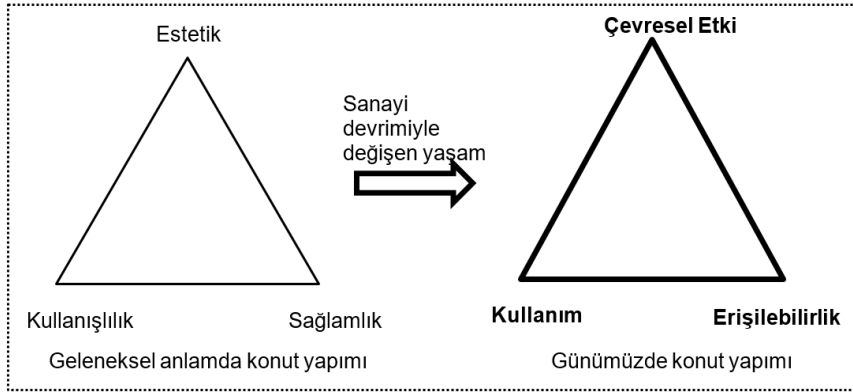 Estetik
Çevresel Etki
Sanayi
devrimiyle
değişen yaşam
Kullanışlılık
Sağlamlık
Kullanım
Erişilebilirlik
Geleneksel anlamda konut yapımı
Günümüzde konut yapımı